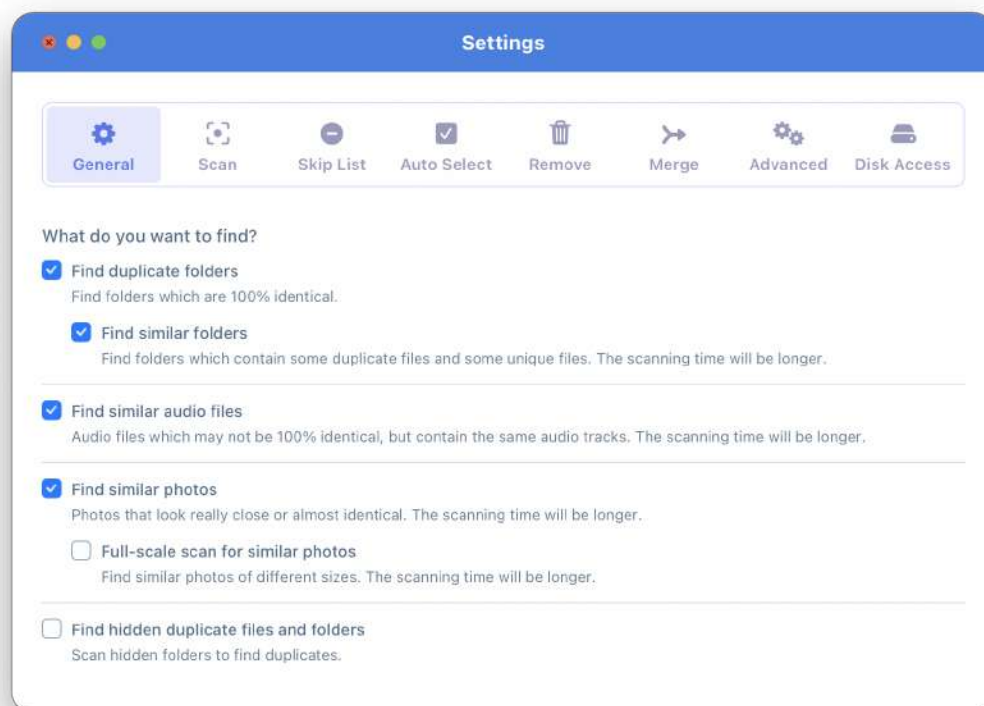 Settings
General Scan Skip List Auto Select Remove Merge Advanced Disk Access
What do you want to find?
Find duplicate folders
Find folders which are 100% identical.
Find similar folders
Find folders which contain some duplicate files and some unique files. The scanning time will be longer.
Find similar audio files
Audio files which may not be 100% identical, but contain the same audio tracks. The scanning time will be longer.
Find similar photos
Photos that look really close or almost identical. The scanning time will be longer.
Full-scale scan for similar photos
Find similar photos of different sizes. The scanning time will be longer.
Find hidden duplicate files and folders
Scan hidden folders to find duplicates.